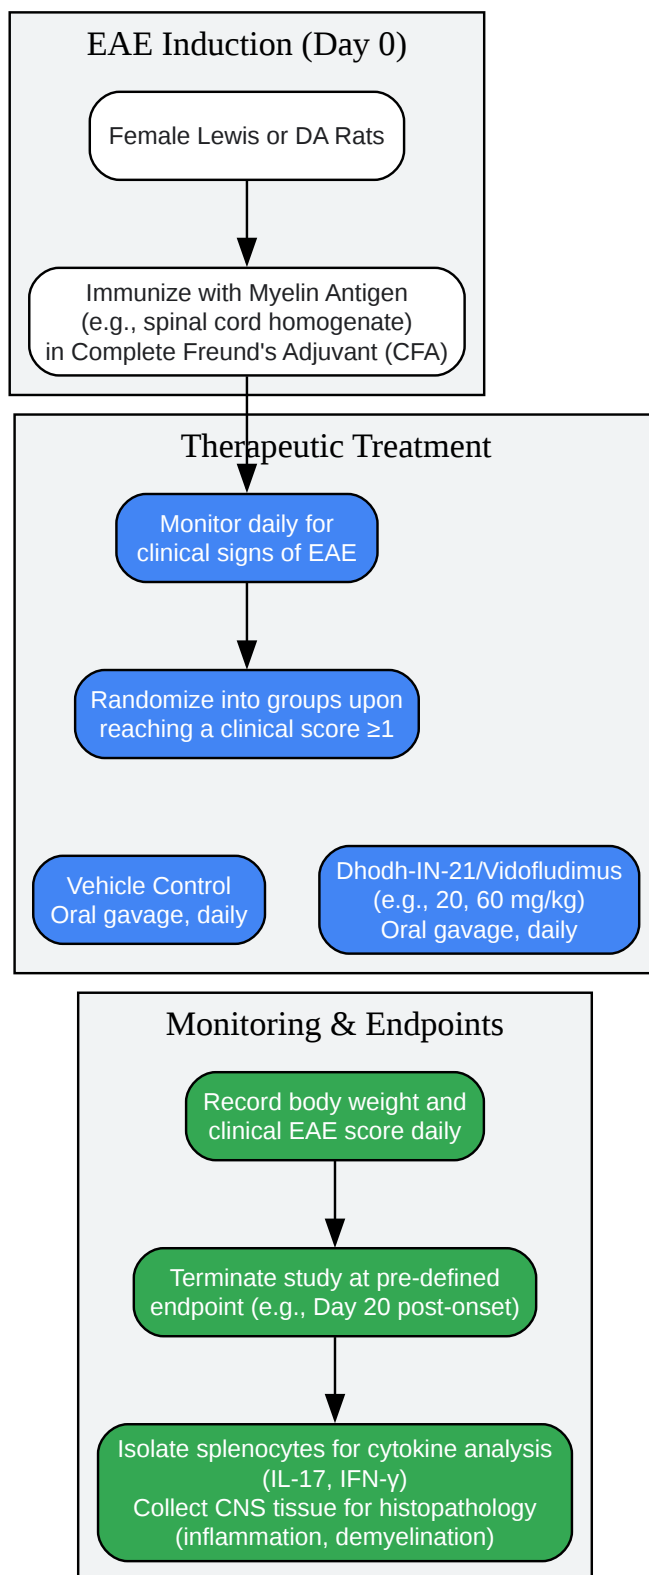 EAE Induction (Day 0)
Female Lewis or DA Rats
Immunize with Myelin Antigen
(e.g., spinal cord homogenate)
in Complete Freund's Adjuvant (CFA)
Therapeutic Treatment
Monitor daily for
clinical signs of EAE
Randomize into groups upon
reaching a clinical score ≥1
Vehicle Control
Oral gavage, daily
Dhodh-IN-21/Vidofludimus
(e.g., 20, 60 mg/kg)
Oral gavage, daily
Monitoring & Endpoints
Record body weight and
clinical EAE score daily
Terminate study at pre-defined
endpoint (e.g., Day 20 post-onset)
Isolate splenocytes for cytokine analysis
(IL-17, IFN-γ)
Collect CNS tissue for histopathology
(inflammation, demyelination)